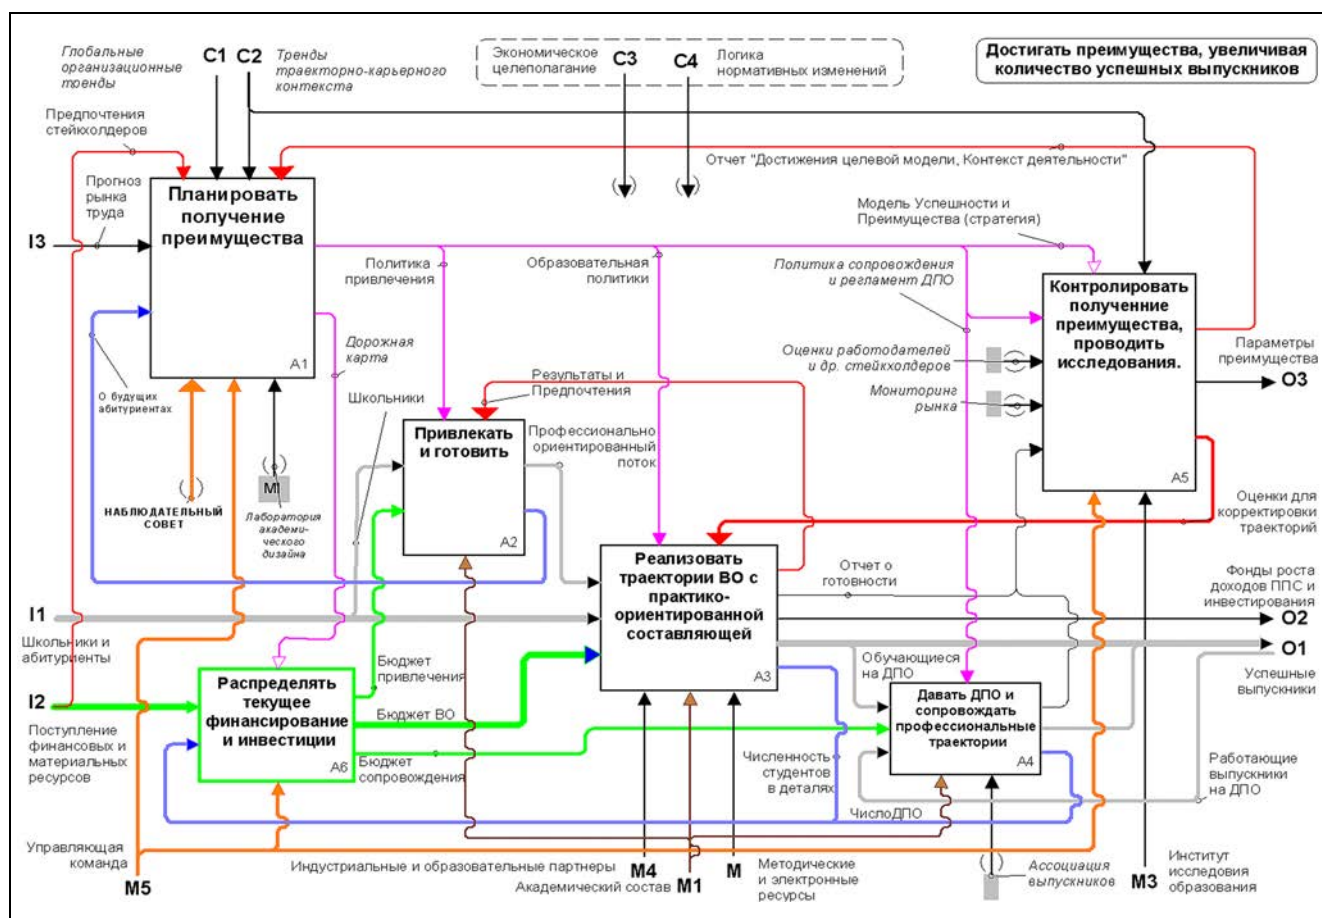 Глобальные
организационные
тренды
C1
C2
Тренды
траекторно-карьерного
контекста
Экономическое
целеполагание
C3
C4
Логика
нормативных изменений
Достигать преимущества, увеличивая
количество успешных выпускников
Предпочтения
стейкхолдеров
Отчет "Достижения целевой модели, Контекст деятельности"
Прогноз
рынка
труда
I3
Планировать
получение
преимущества
A1
Модель Успешности и
Преимущества (стратегия)
Политика
привлечения
Образовательная
политики
Политика сопровождения
и регламент ДПО
Контролировать
полученние
преимущества,
проводить
исследования.
A5
Дорожная
карта
Оценки работодателей
и др. стейкхолдеров
Параметры
преимущества
O3
О будущих
абитуриентах
Школьники
Результаты и
Предпочтения
Мониторинг
рынка
Привлекать
и готовить
A2
Профессионально
ориентированный
поток
М
НАБЛЮДАТЕЛЬНЫЙ
СОВЕТ
Лаборатория
академи-
ческого
дизайна
Оценки для
корректировки
траекторий
Реализовать
траектории ВО с
практико-
ориентированной
составляющей
A3
Отчет о
готовности
Фонды роста
доходов ППС и
инвестирования
O2
I1
Школьники и
абитуриенты
O1
Успешные
выпускники
Обучающиеся
на ДПО
Бюджет
привлечения
Распределять
текущее
финансирование
и инвестиции
A6
I2
Поступление
финансовых и
материальных
ресурсов
Бюджет ВО
Бюджет
сопровождения
Давать ДПО и
сопровождать
профессиональные
траектории
A4
Численность
студентов
в деталях
ЧислоДПО
Работающие
выпускники
на ДПО
Управляющая
команда
M5
Индустриальные и образовательные партнеры
M4
Академический состав
M1
M
Методические
и электронные
ресурсы
Ассоциация
выпускников
M3
Институт
исследовия
образования